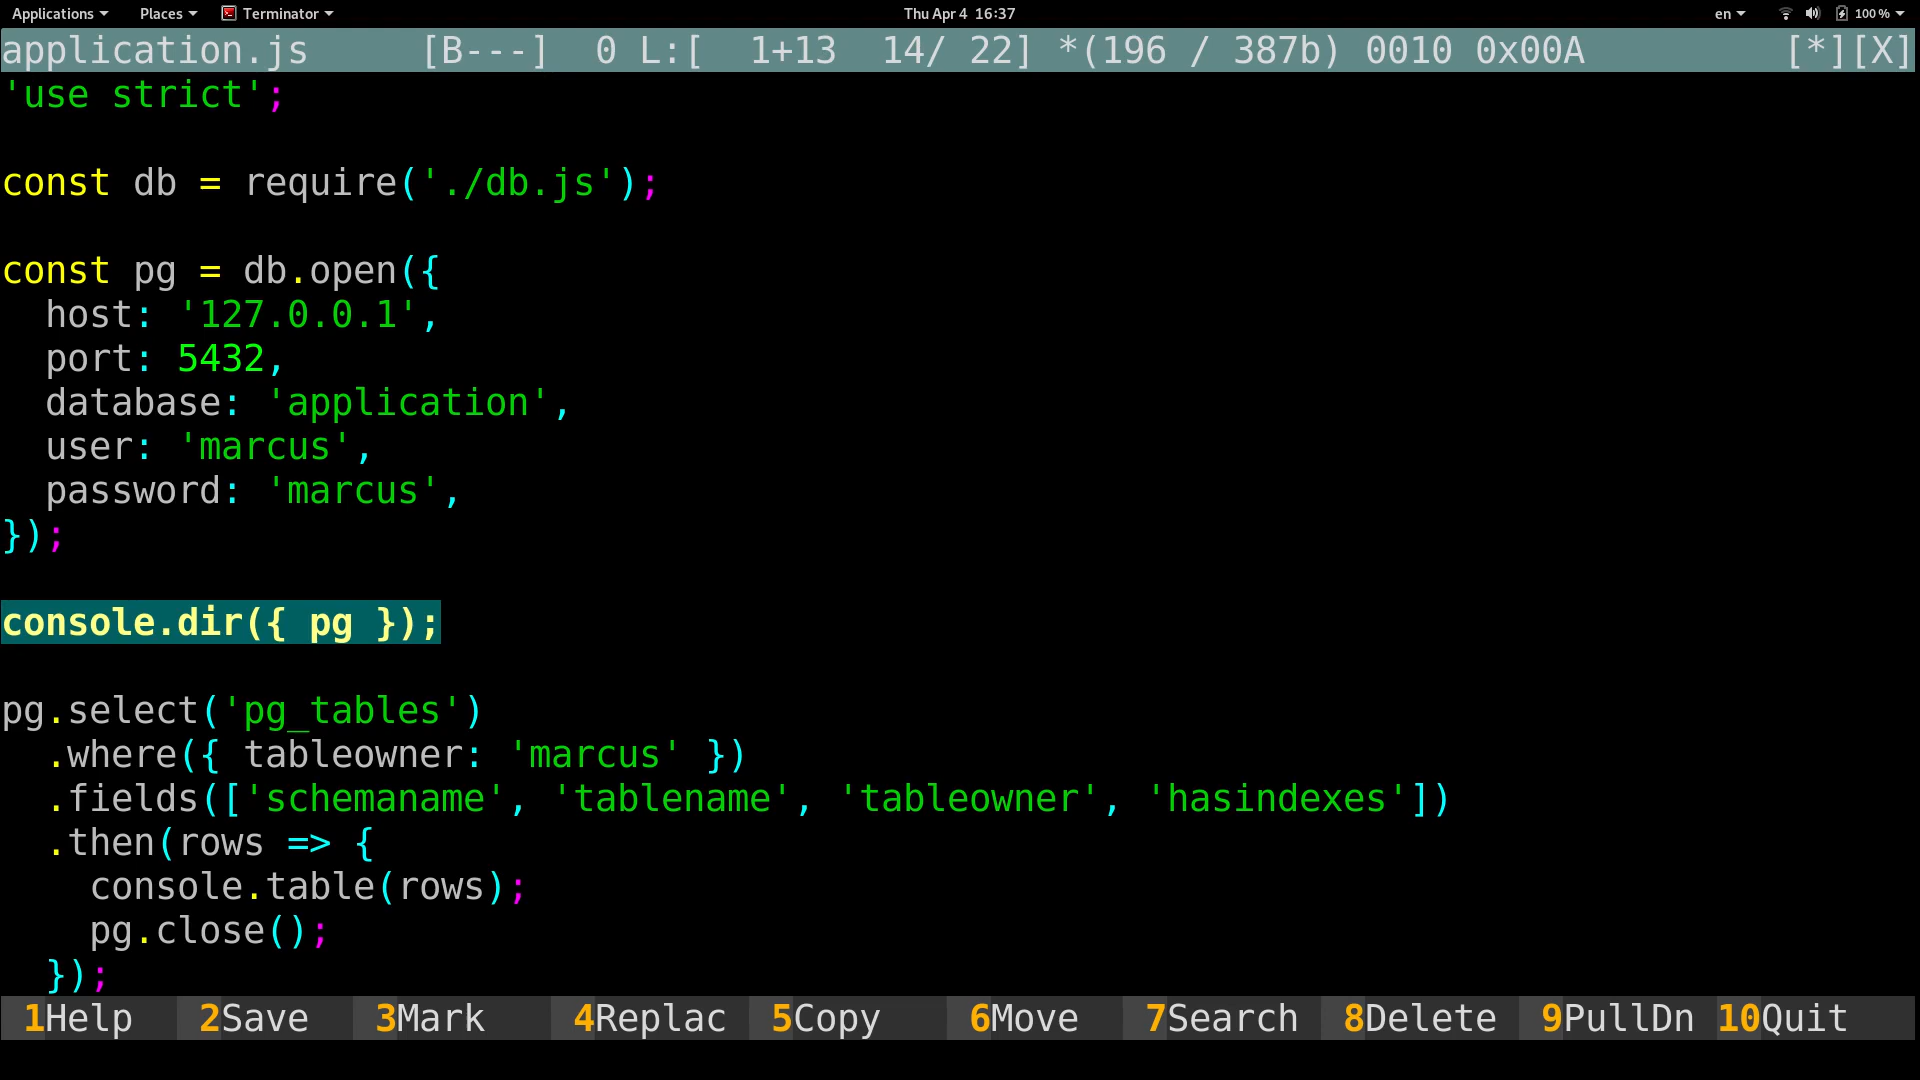 Applications Places Terminator Thu Apr 4 16:37 en 100 %
application.js [B---] 0 L:[ 1+13 14/ 22] *(196 / 387b) 0010 0x00A [*][X]
'use strict';
const db = require('./db.js');
const pg = db.open({
  host: '127.0.0.1',
  port: 5432,
  database: 'application',
  user: 'marcus',
  password: 'marcus',
});
console.dir({ pg });
pg.select('pg_tables')
  .where({ tableowner: 'marcus' })
  .fields(['schemaname', 'tablename', 'tableowner', 'hasindexes'])
  .then(rows => {
    console.table(rows);
    pg.close();
  });
1Help 2Save 3Mark 4Replac 5Copy 6Move 7Search 8Delete 9PullDn 10Quit